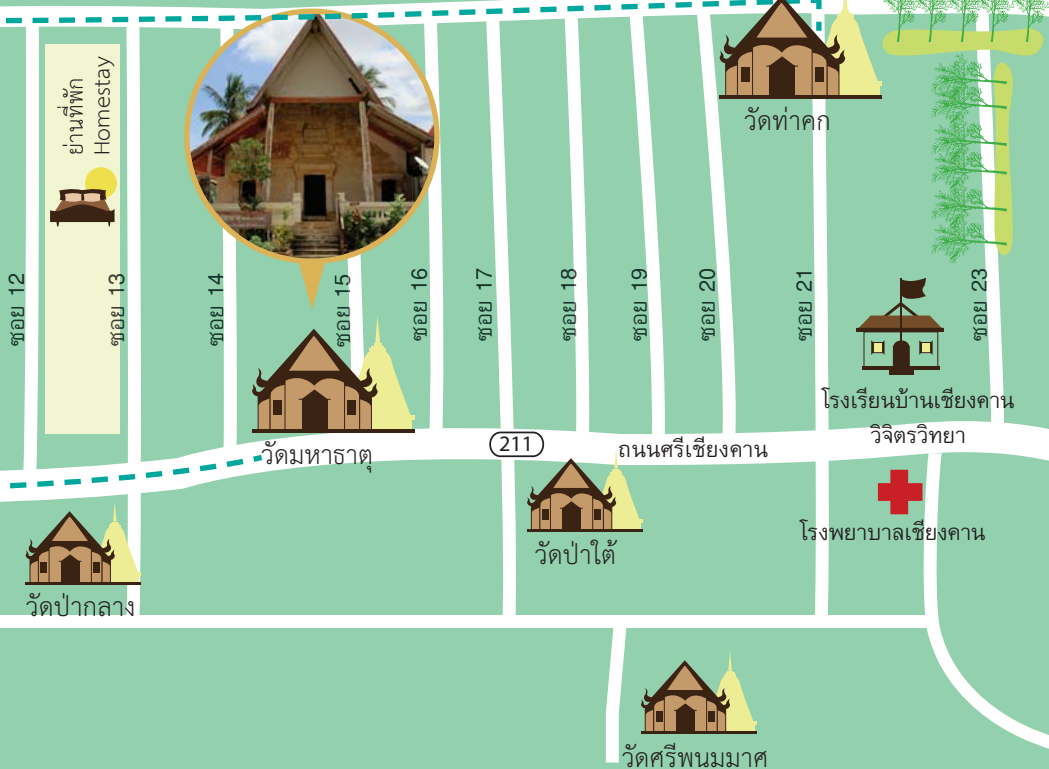 วัดท่าคก
ย่านที่พัก
Homestay
ซอย 12
ซอย 13
ซอย 14
ซอย 15
ซอย 16
ซอย 17
ซอย 18
ซอย 19
ซอย 20
ซอย 21
ซอย 23
โรงเรียนบ้านเชียงคาน
วิจิตรวิทยา
211
ถนนศรีเชียงคาน
วัดมหาธาตุ
โรงพยาบาลเชียงคาน
วัดป่าใต้
วัดป่ากลาง
วัดศรีพนมมาศ